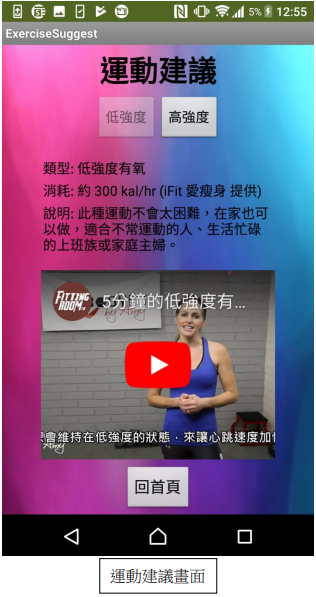 5% 12:55
ExerciseSuggest
運動建議
低強度 高強度
類型: 低強度有氧
消耗: 約 300 kal/hr (iFit 愛瘦身 提供)
說明: 此種運動不會太困難，在家也可
以做，適合不常運動的人、生活忙碌
的上班族或家庭主婦。
FITTING
ROOM
by Amy
5分鐘的低強度有…
會維持在低強度的狀態．來讓心跳速度加
Amy
回首頁
運動建議畫面